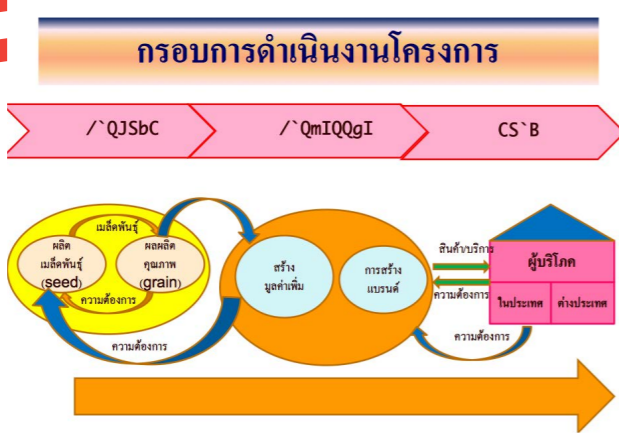 กรอบการดำเนินงานโครงการ
/`QJSbC
/`QmIQQgI
CS`B
เมล็ดพันธุ์
ผลิต
เมล็ดพันธุ์
(seed)
ผลผลิต
คุณภาพ
(grain)
ความต้องการ
ความต้องการ
สร้าง
มูลค่าเพิ่ม
การสร้าง
แบรนด์
สินค้า/บริการ
ความต้องการ
ผู้บริโภค
ในประเทศ
ต่างประเทศ
ความต้องการ